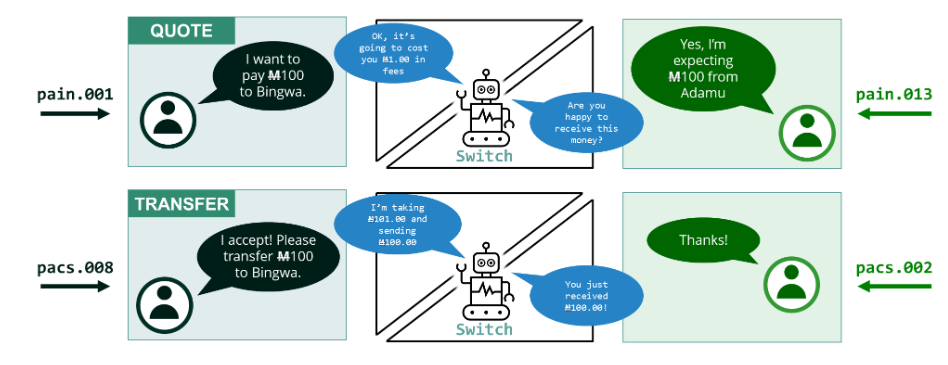 QUOTE
pain.001
I want to
pay ₥100
to Bingwa.
OK, it's
going to cost
you ₥1.00 in
fees
Are you
happy to
receive this
money?
Switch
Yes, I'm
expecting
₥100 from
Adamu
pain.013
TRANSFER
pacs.008
I accept! Please
transfer ₥100
to Bingwa.
I'm taking
₥101.00 and
sending
₥100.00
You just
received
₥100.00!
Switch
Thanks!
pacs.002